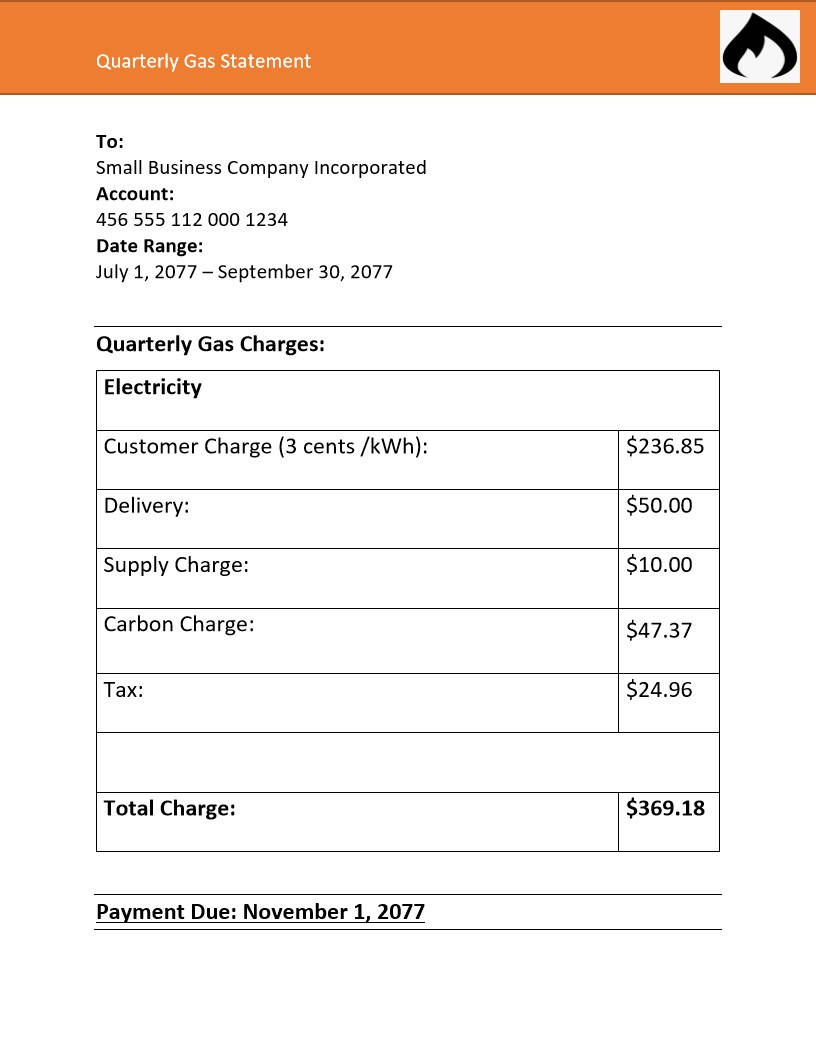 Quarterly Gas Statement
To:
Small Business Company Incorporated
Account:
456 555 112 000 1234
Date Range:
July 1, 2077 – September 30, 2077
Quarterly Gas Charges:
Electricity
Customer Charge (3 cents /kWh): $236.85
Delivery: $50.00
Supply Charge: $10.00
Carbon Charge: $47.37
Tax: $24.96
Total Charge: $369.18
Payment Due: November 1, 2077